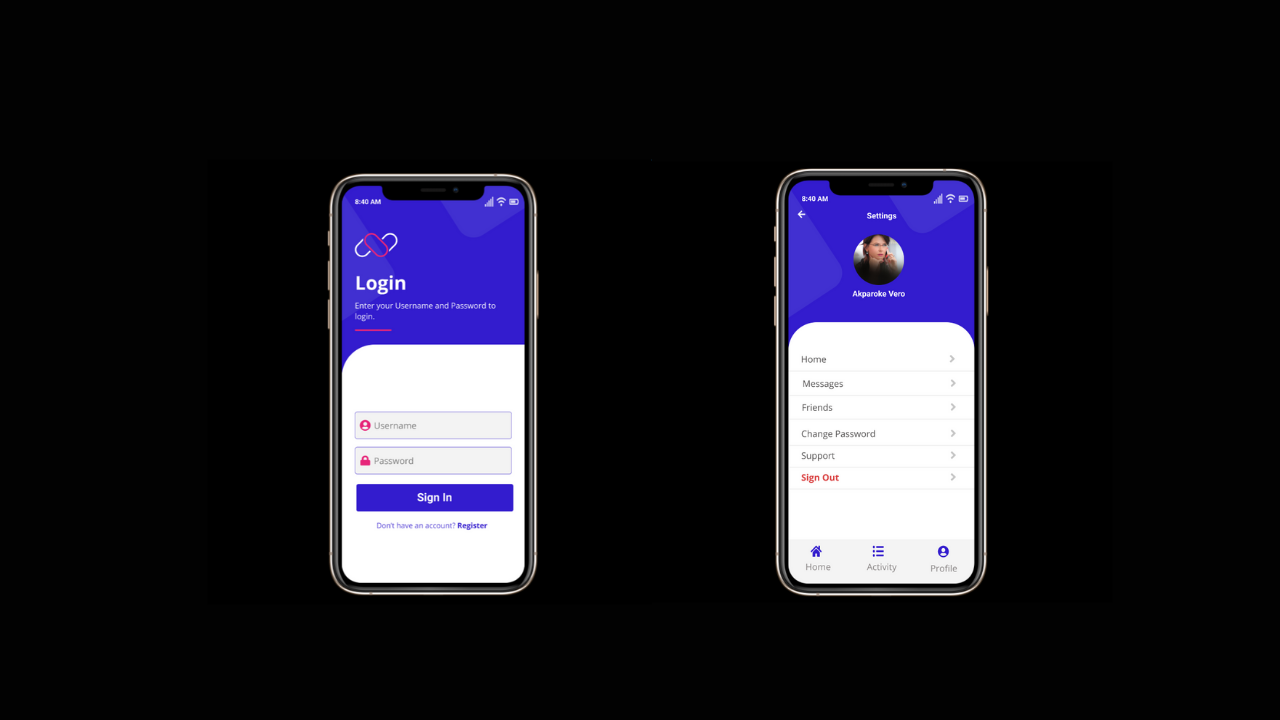 8:40 AM
Login
Enter your Username and Password to
login.
Username
Password
Sign In
Don't have an account? Register
8:40 AM
Settings
Akparoke Vero
Home
Messages
Friends
Change Password
Support
Sign Out
Home
Activity
Profile